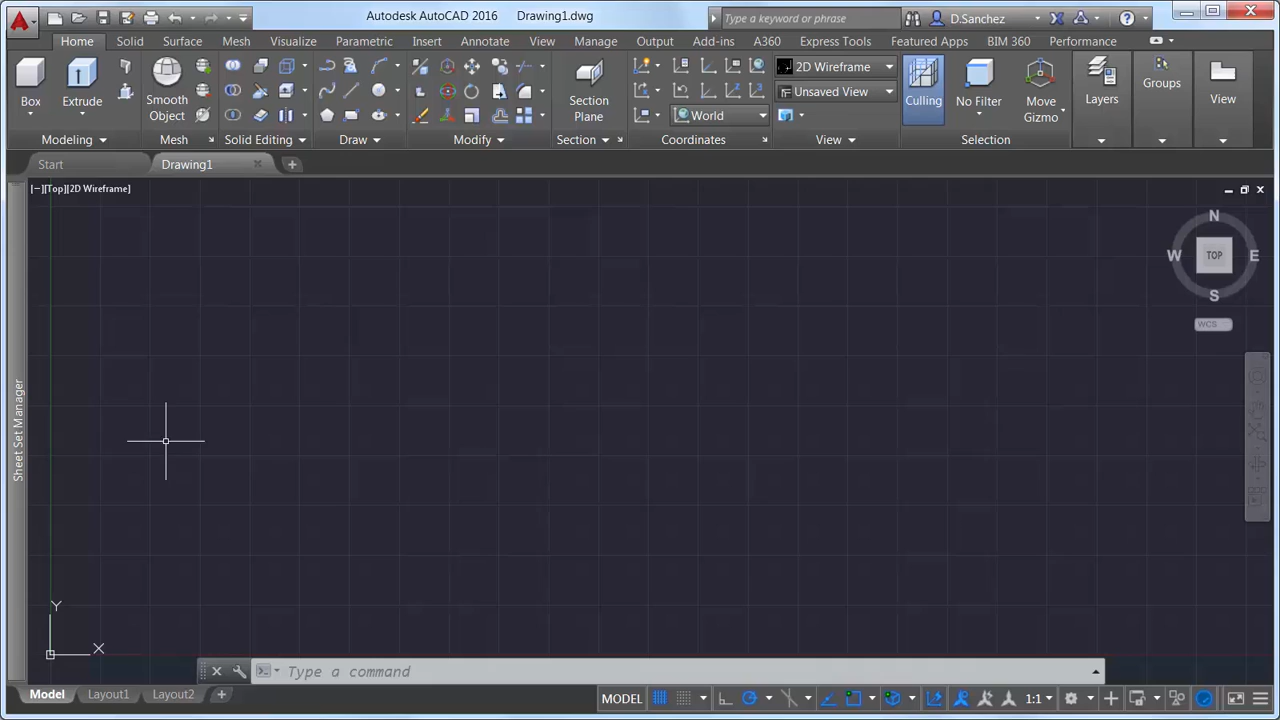 Autodesk AutoCAD 2016 Drawing1.dwg
Type a keyword or phrase
D.Sanchez
Home Solid Surface Mesh Visualize Parametric Insert Annotate View Manage Output Add-ins A360 Express Tools Featured Apps BIM 360 Performance
Box
Extrude
Smooth
Object
Section
Plane
World
2D Wireframe
Unsaved View
Culling
No Filter
Move
Gizmo
Layers
Groups
View
Modeling Mesh Solid Editing Draw Modify Section Coordinates View Selection
Start Drawing1
[−][Top][2D Wireframe]
N
W TOP E
S
WCS
Sheet Set Manager
Y
X
Type a command
Model Layout1 Layout2
MODEL 1:1